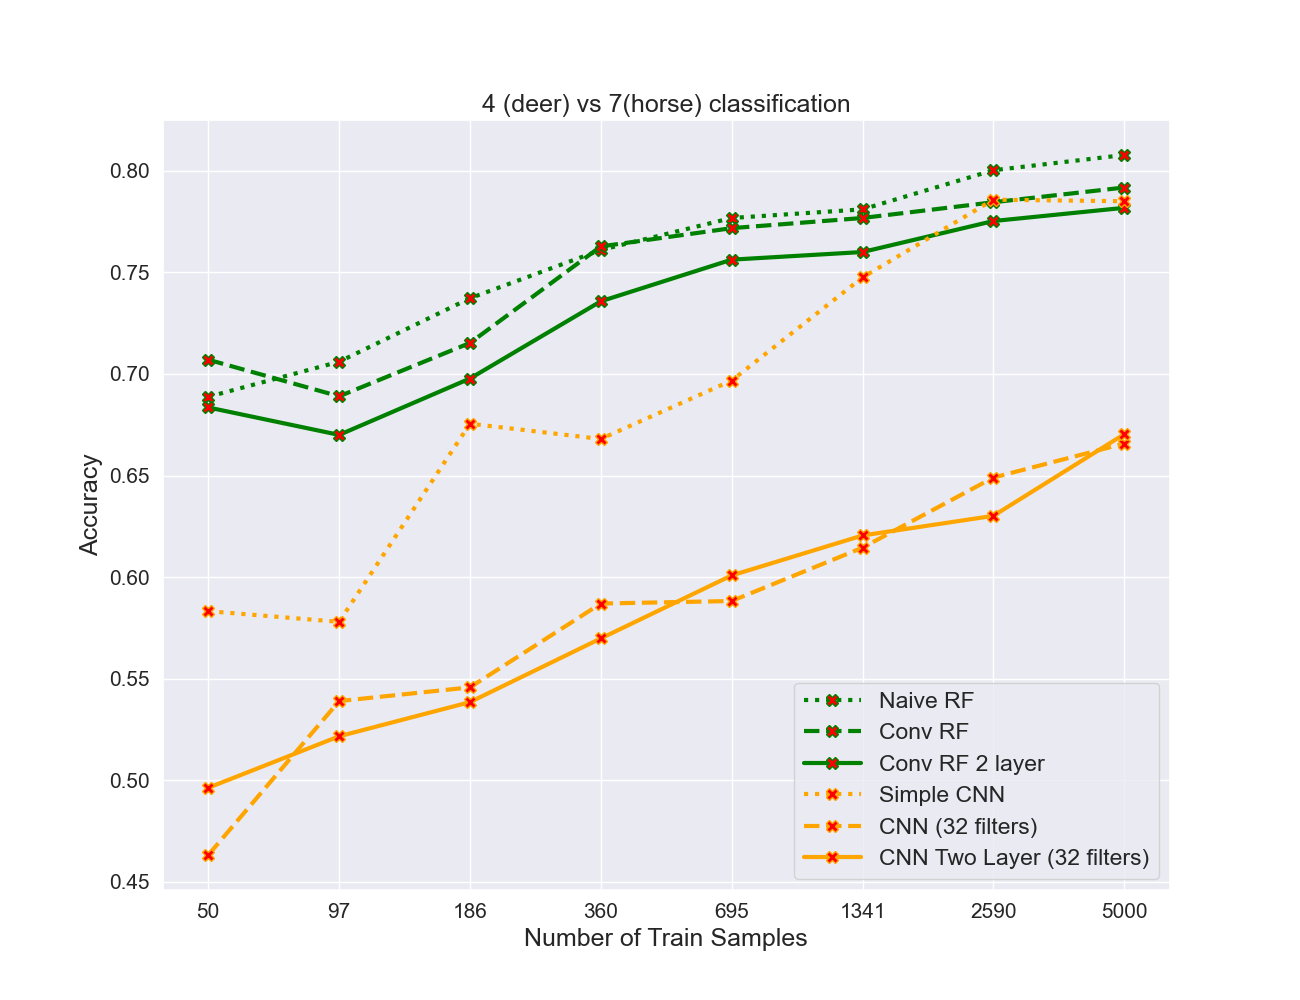 4 (deer) vs 7(horse) classification
0.80
0.75
0.70
0.65
0.60
0.55
0.50
0.45
Accuracy
Naive RF
Conv RF
Conv RF 2 layer
Simple CNN
CNN (32 filters)
CNN Two Layer (32 filters)
50 97 186 360 695 1341 2590 5000
Number of Train Samples